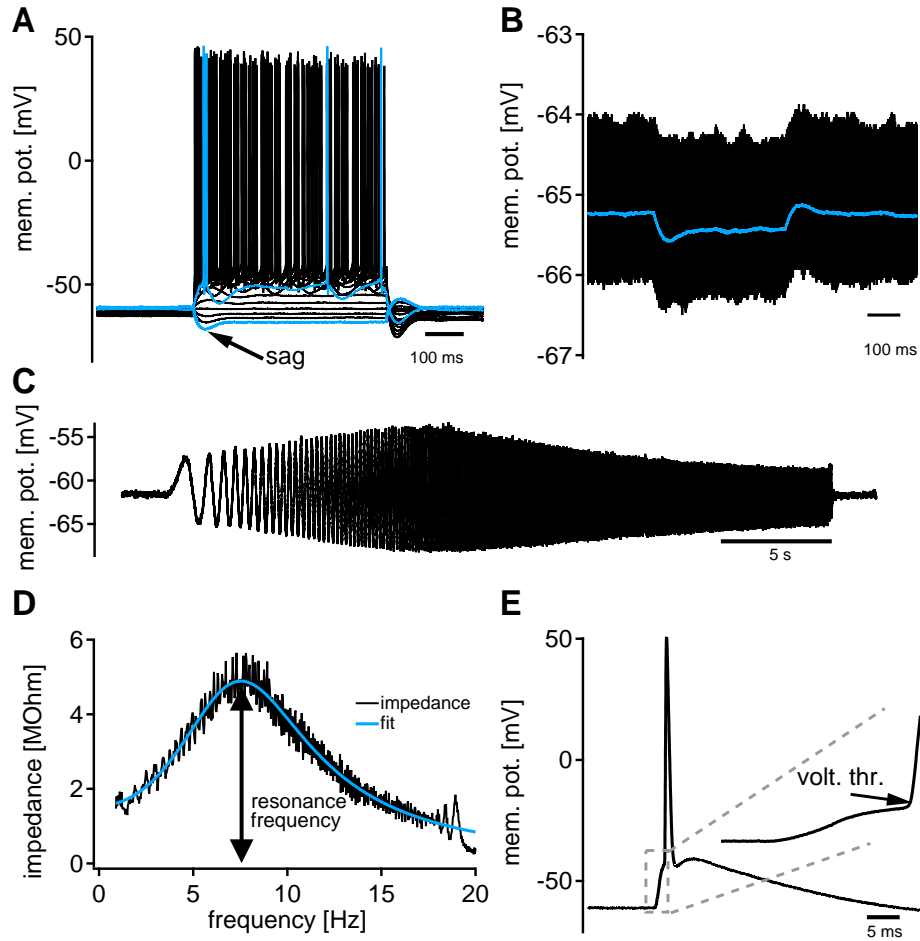 A
50
0
-50
mem. pot. [mV]
sag
100 ms
B
-63
-64
-65
-66
-67
mem. pot. [mV]
100 ms
C
-55
-60
-65
mem. pot. [mV]
5 s
D
6
4
2
0
impedance [MOhm]
impedance
fit
resonance
frequency
0
5
10
15
20
frequency [Hz]
E
50
0
-50
mem. pot. [mV]
volt. thr.
5 ms